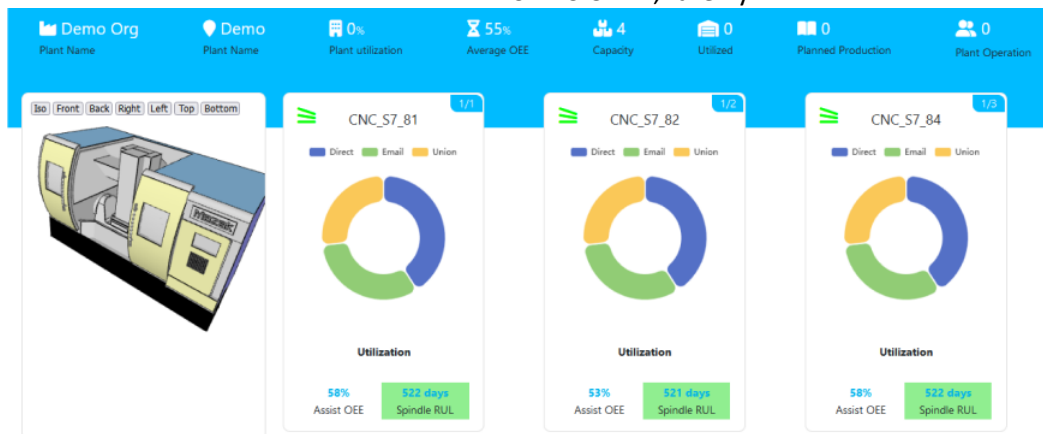 Demo Org
Plant Name
Demo
Plant Name
0%
Plant utilization
55%
Average OEE
4
Capacity
0
Utilized
0
Planned Production
0
Plant Operation
Iso Front Back Right Left Top Bottom
Mazak
1/1
CNC_S7_81
Direct Email Union
Utilization
58%
Assist OEE
522 days
Spindle RUL
1/2
CNC_S7_82
Direct Email Union
Utilization
53%
Assist OEE
521 days
Spindle RUL
1/3
CNC_S7_84
Direct Email Union
Utilization
58%
Assist OEE
522 days
Spindle RUL